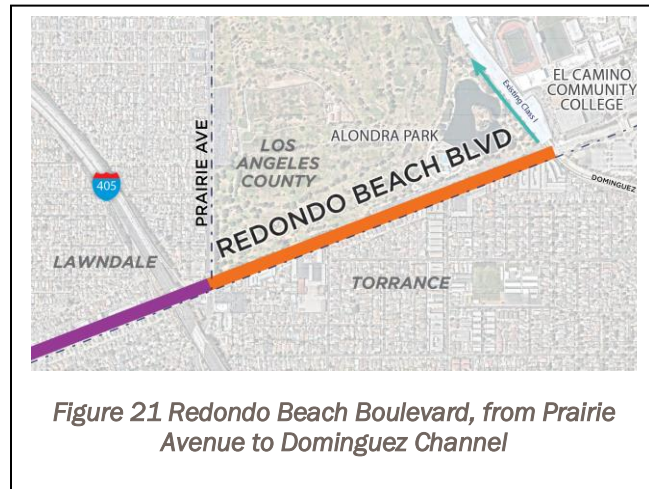 EL CAMINO
COMMUNITY
COLLEGE
Existing Class I
ALONDRA PARK
PRAIRIE AVE
LOS
ANGELES
COUNTY
REDONDO BEACH BLVD
DOMINGUEZ
405
LAWNDALE
TORRANCE
Figure 21 Redondo Beach Boulevard, from Prairie
Avenue to Dominguez Channel